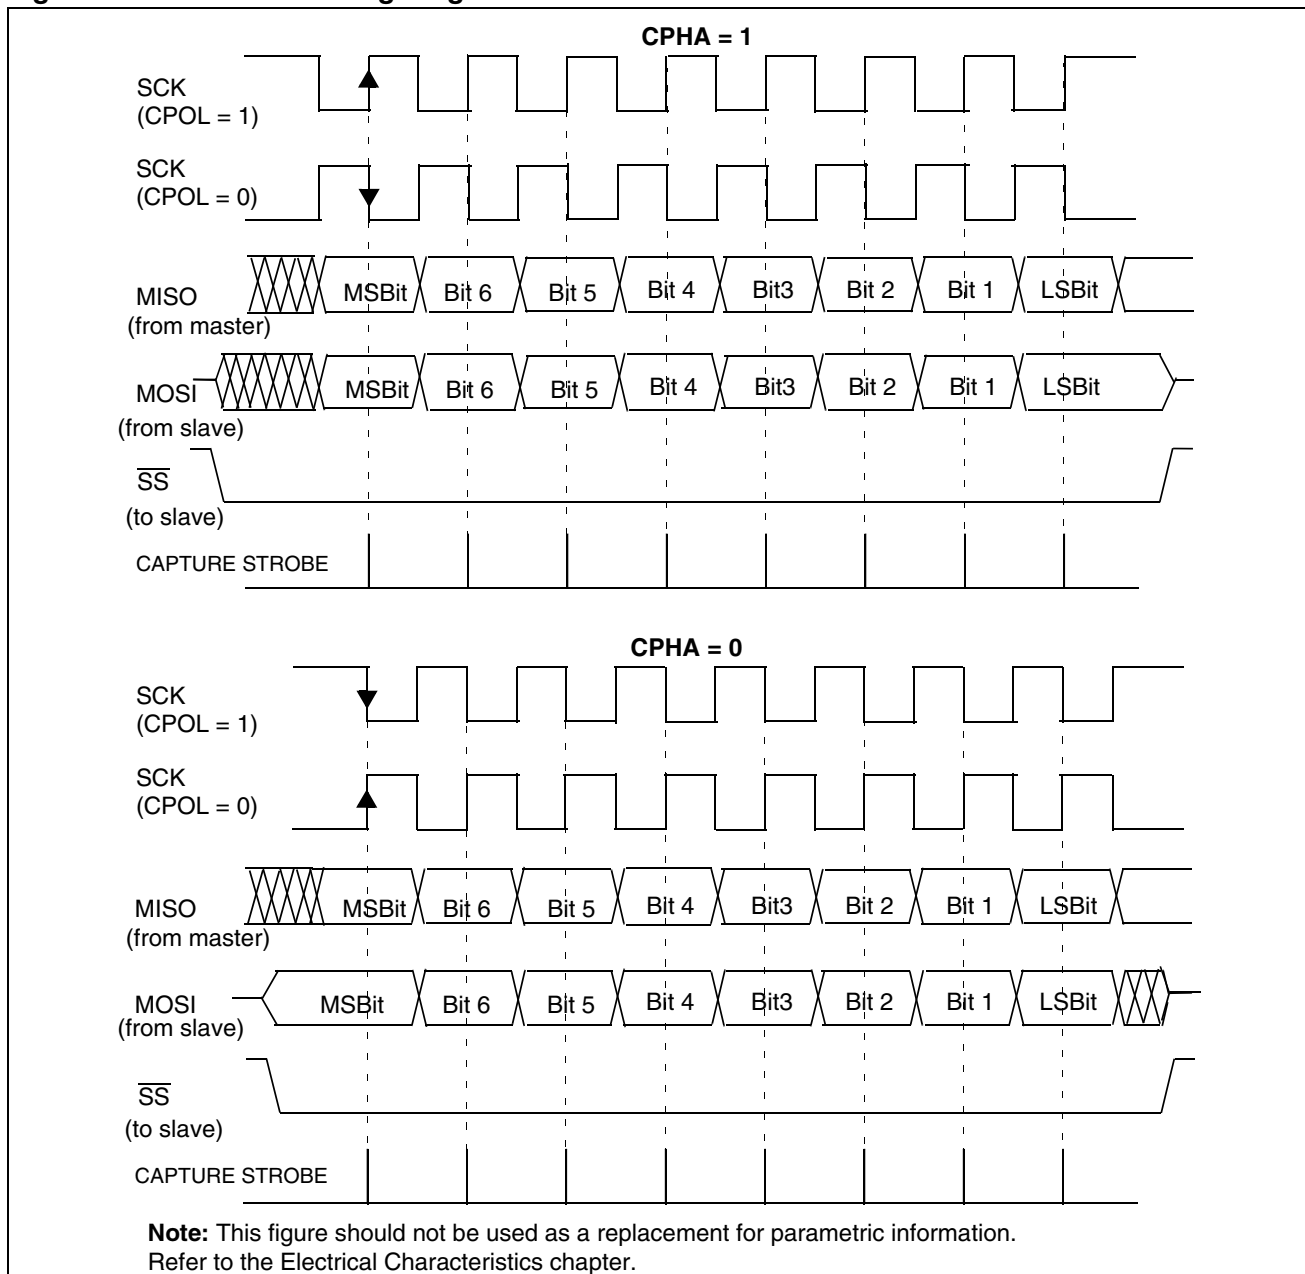 CPHA = 1
SCK
(CPOL = 1)
SCK
(CPOL = 0)
MISO
(from master)
MSBit Bit 6 Bit 5 Bit 4 Bit3 Bit 2 Bit 1 LSBit
MOSI
(from slave)
MSBit Bit 6 Bit 5 Bit 4 Bit3 Bit 2 Bit 1 LSBit
SS
(to slave)
CAPTURE STROBE
CPHA = 0
SCK
(CPOL = 1)
SCK
(CPOL = 0)
MISO
(from master)
MSBit Bit 6 Bit 5 Bit 4 Bit3 Bit 2 Bit 1 LSBit
MOSI
(from slave)
MSBit Bit 6 Bit 5 Bit 4 Bit3 Bit 2 Bit 1 LSBit
SS
(to slave)
CAPTURE STROBE
Note: This figure should not be used as a replacement for parametric information.
Refer to the Electrical Characteristics chapter.